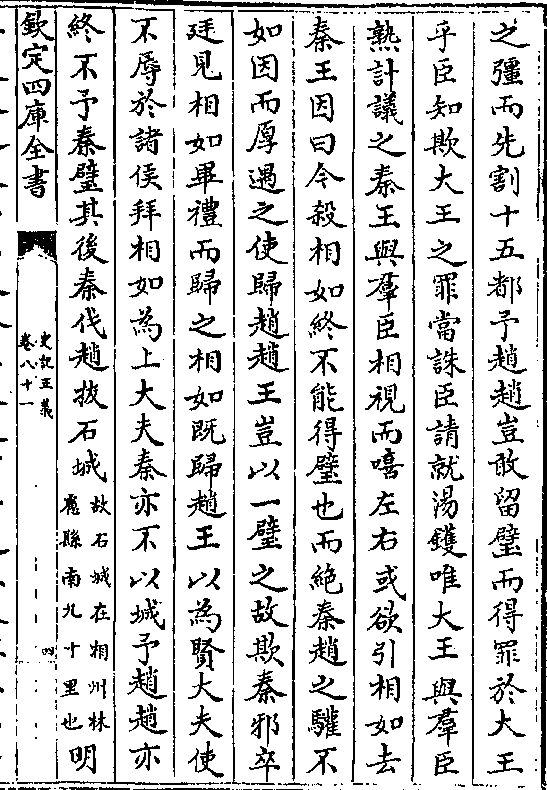 之彊而先割十五都予趙趙豈敢留璧而得罪於大王
乎臣知欺大王之罪當誅臣請就湯鑊唯大王與羣臣
熟計議之秦王與羣臣相視而嘻左右或欲引相如去
秦王因曰今殺相如終不能得璧也而絶秦趙之驩不
如因而厚遇之使歸趙趙王豈以一璧之故欺秦邪卒
廷見相如畢禮而歸之相如既歸趙王以為賢大夫使
不辱於諸侯拜相如為上大夫秦亦不以城予趙趙亦
終不予秦璧其後秦伐趙拔石城故石城在相州林慮縣南九十里也明
欽定四庫全書
史記正義
卷八十一
四